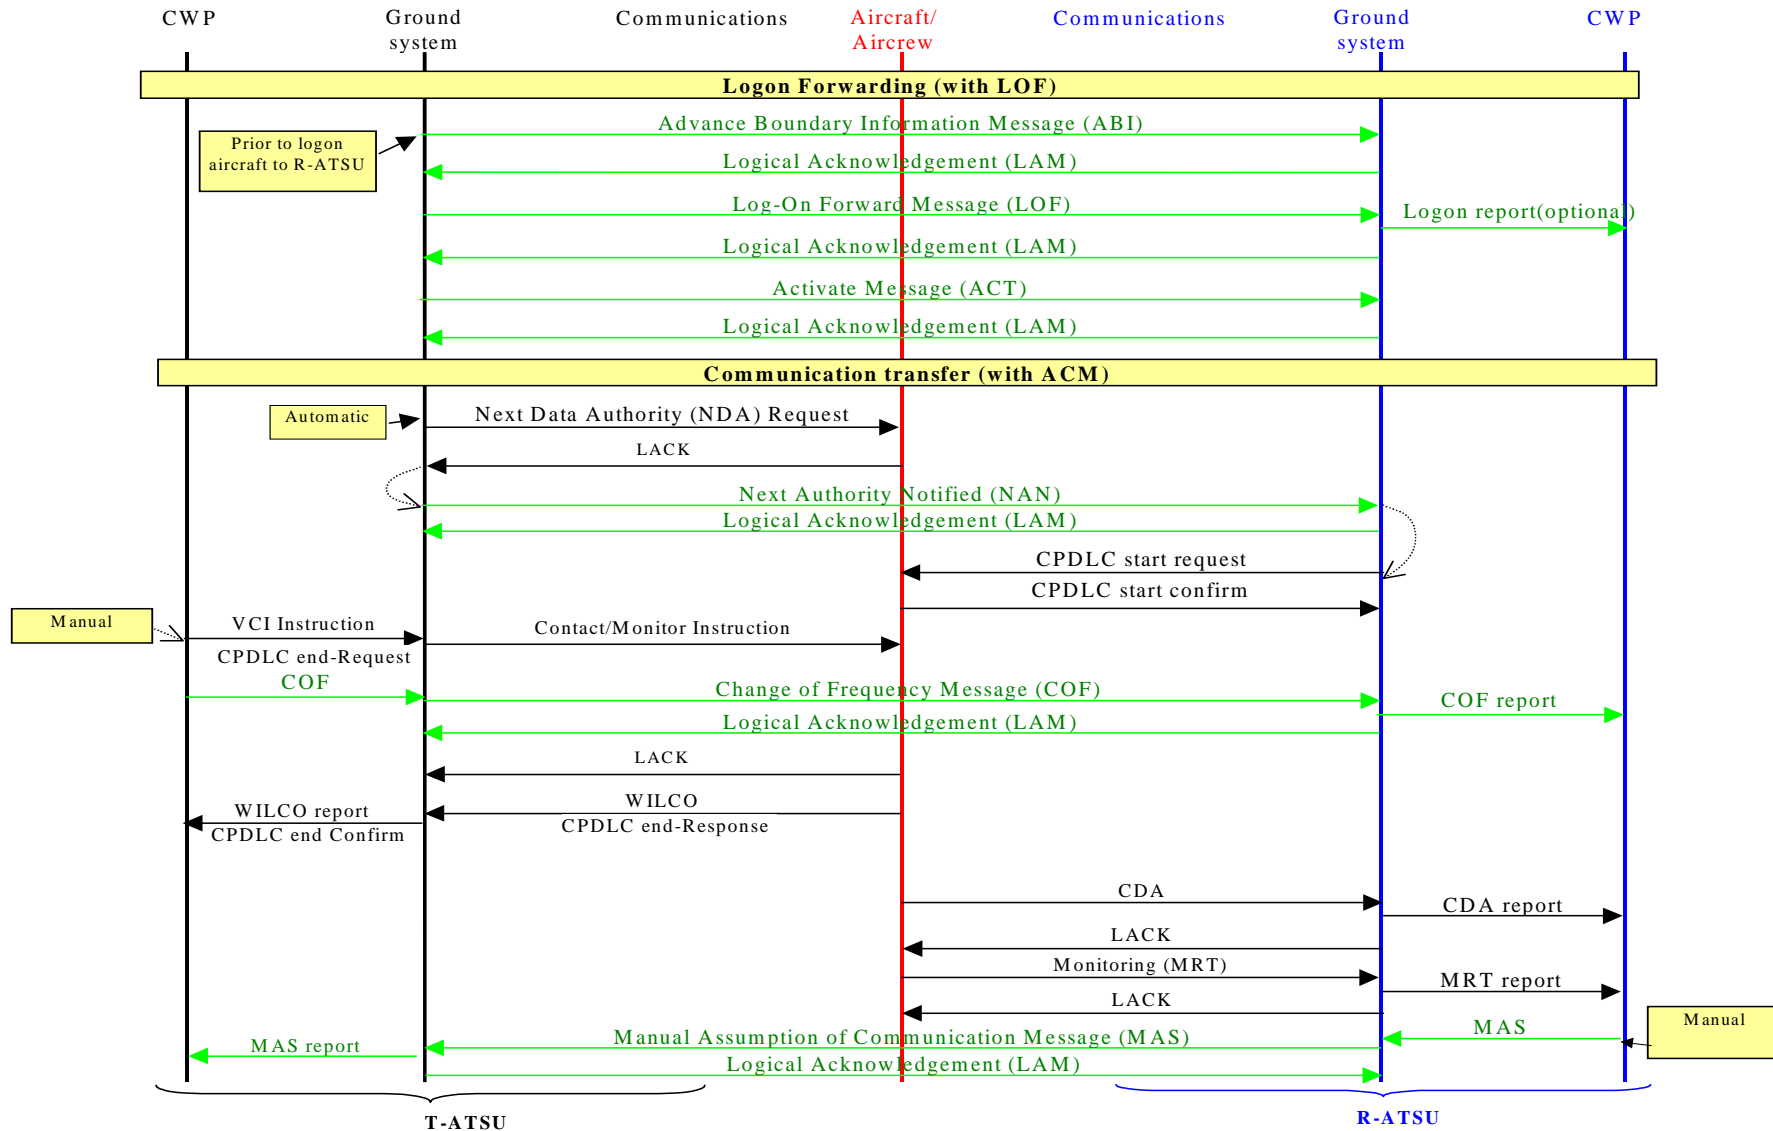 CWP
Ground
system
Communications
Aircraft/
Aircrew
Communications
Ground
system
CWP
Logon Forwarding (with LOF)
Advance Boundary Information Message (ABI)
Prior to logon
aircraft to R-ATSU
Logical Acknowledgement (LAM)
Log-On Forward Message (LOF)
Logon report(optional)
Logical Acknowledgement (LAM)
Activate Message (ACT)
Logical Acknowledgement (LAM)
Communication transfer (with ACM)
Automatic
Next Data Authority (NDA) Request
LACK
Next Authority Notified (NAN)
Logical Acknowledgement (LAM)
CPDLC start request
CPDLC start confirm
Manual
VCI Instruction
Contact/Monitor Instruction
CPDLC end-Request
COF
Change of Frequency Message (COF)
COF report
Logical Acknowledgement (LAM)
LACK
WILCO report
WILCO
CPDLC end Confirm
CPDLC end-Response
CDA
CDA report
LACK
Monitoring (MRT)
MRT report
LACK
Manual
MAS
Manual Assumption of Communication Message (MAS)
MAS report
Logical Acknowledgement (LAM)
T-ATSU
R-ATSU